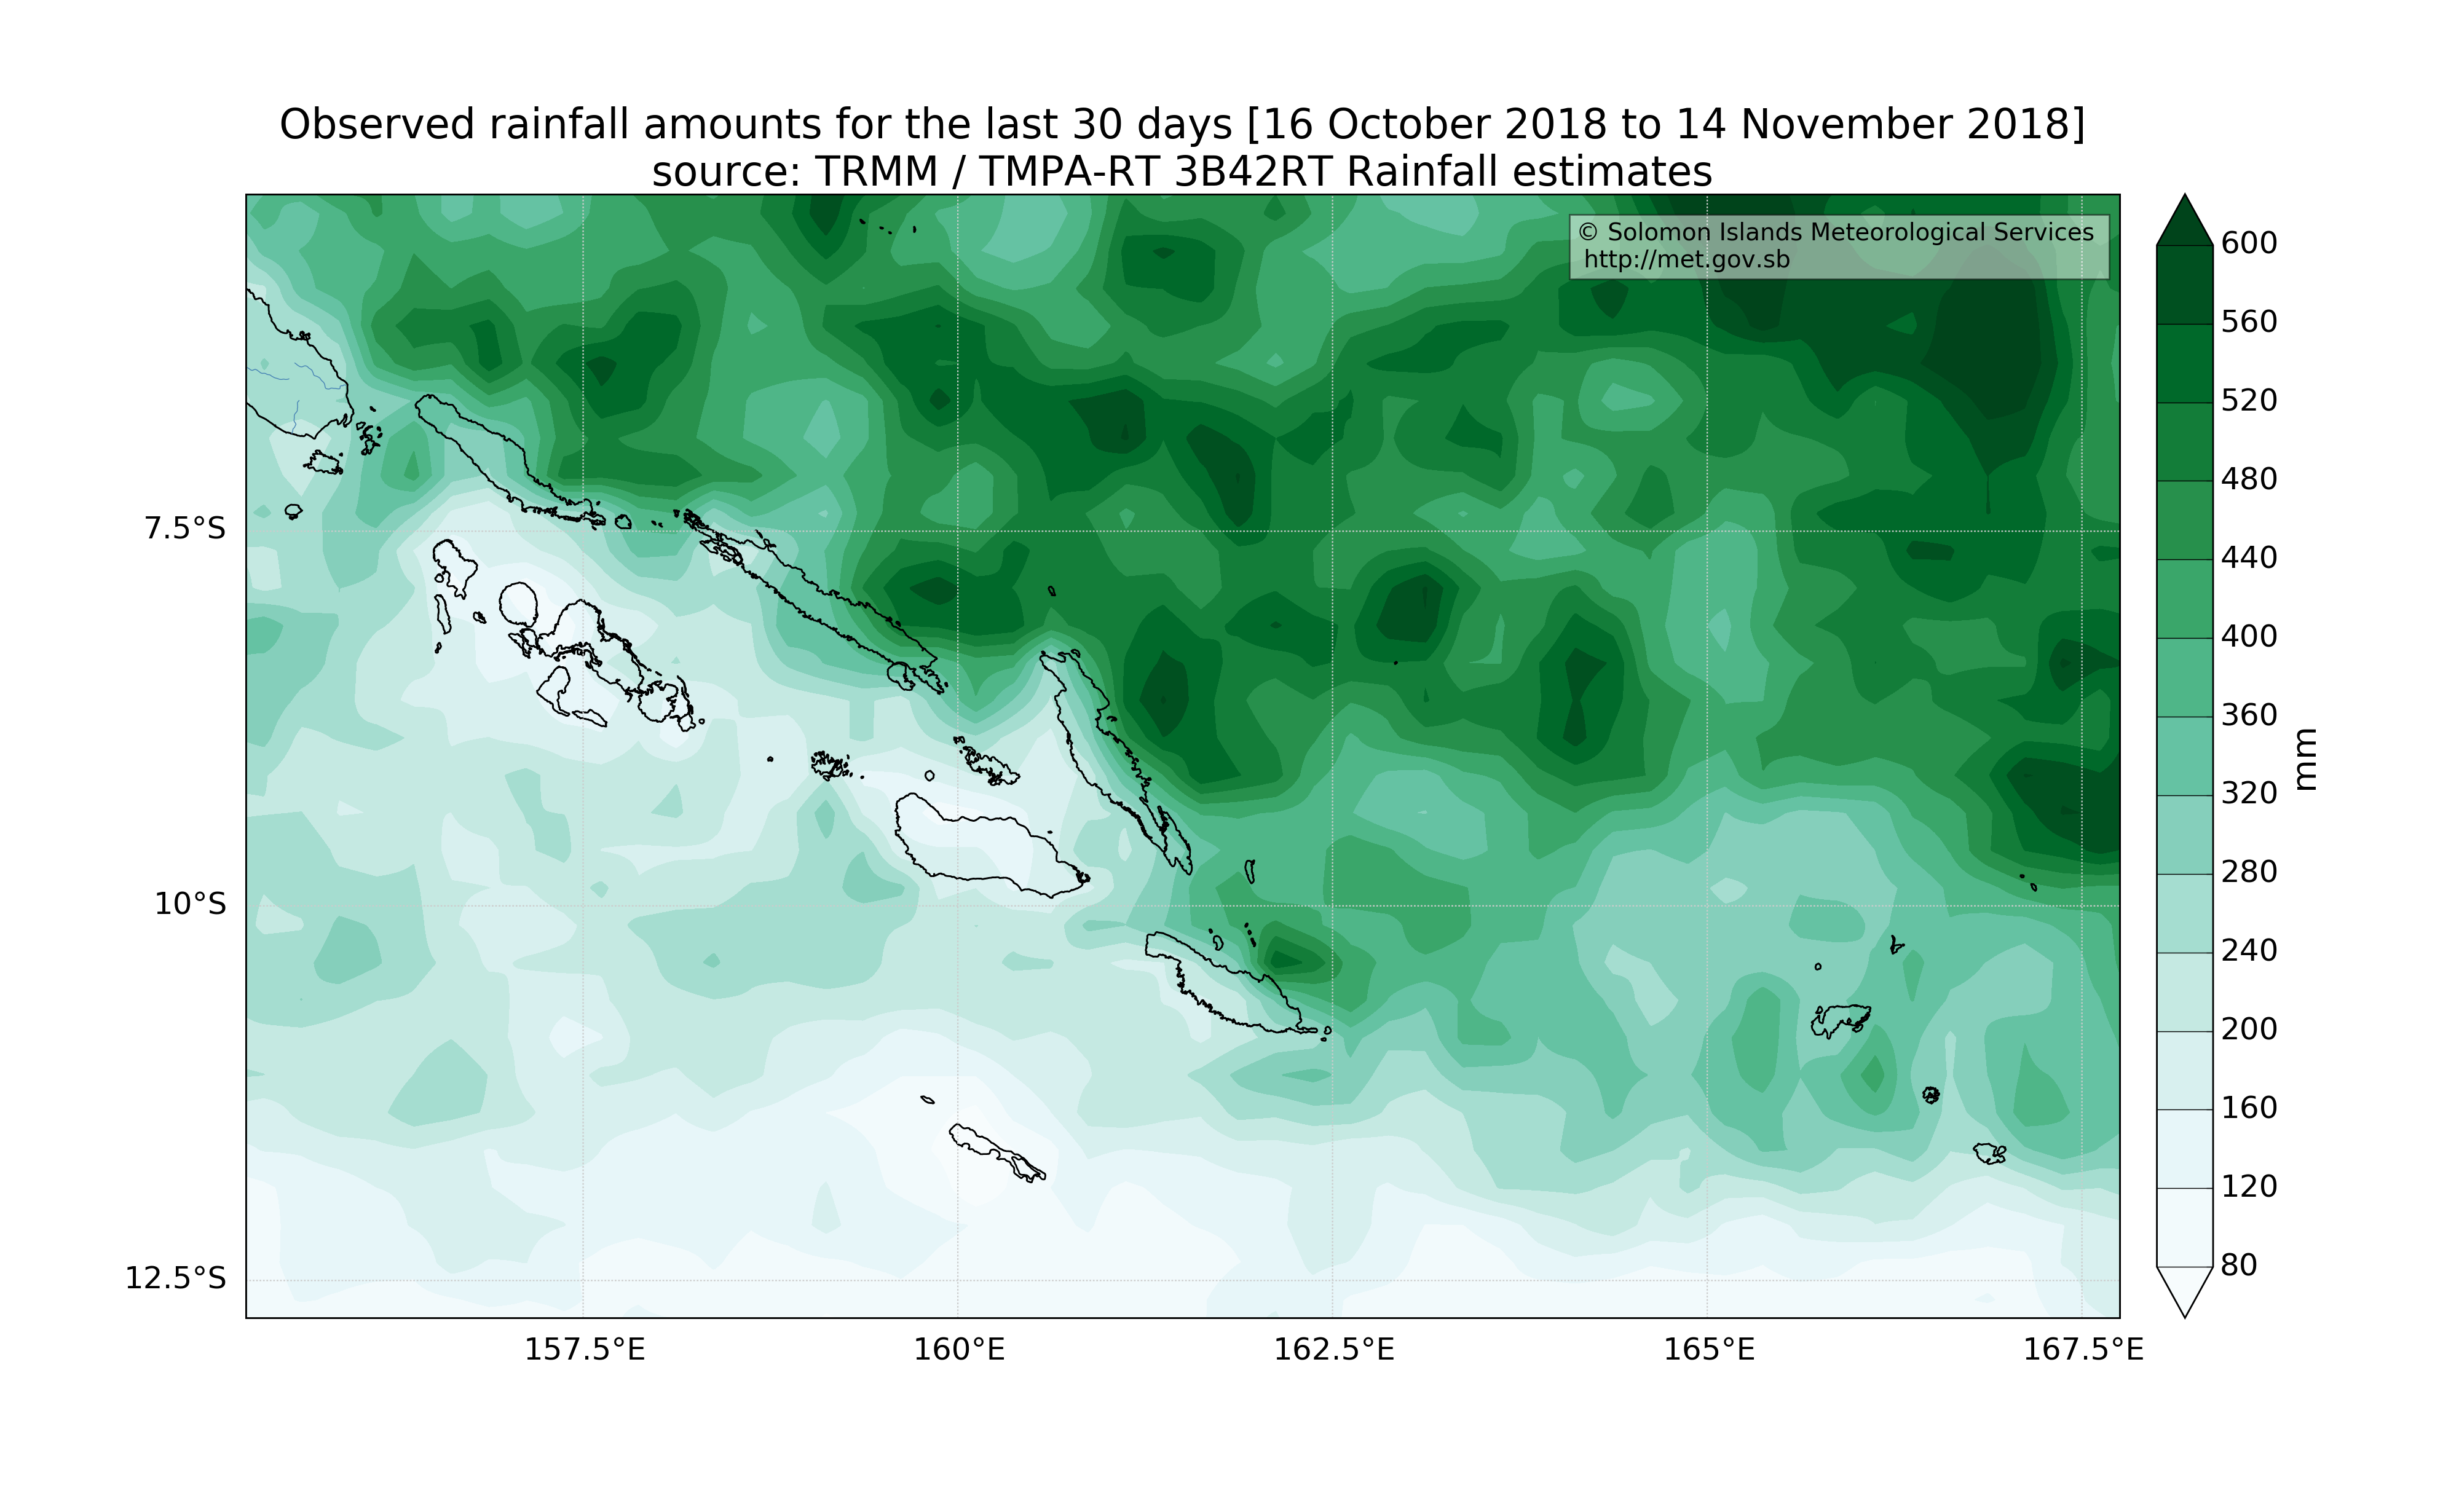 Observed rainfall amounts for the last 30 days [16 October 2018 to 14 November 2018]
source: TRMM / TMPA-RT 3B42RT Rainfall estimates
© Solomon Islands Meteorological Services
http://met.gov.sb
7.5°S
10°S
12.5°S
157.5°E
160°E
162.5°E
165°E
167.5°E
600
560
520
480
440
400
360
320
280
240
200
160
120
80
mm